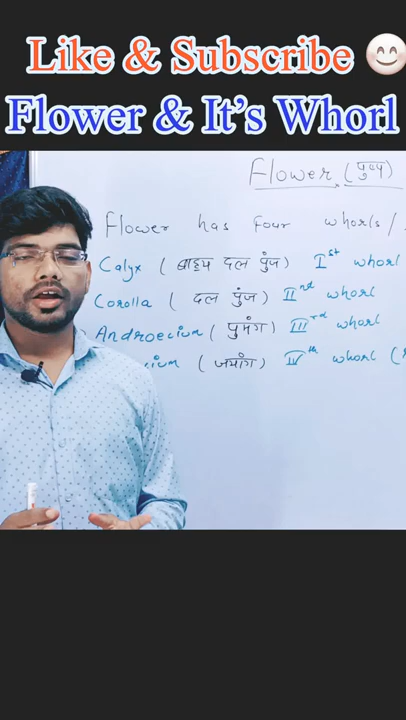 Like & Subscribe 😊
Flower & It's Whorl
Flower (पुष्प)
Flower has Four whorls /
Calyx (बाह्य दल पुंज) Iˢᵗ whorl
Corolla (दल पुंज) IIⁿᵈ whorl
Androecium (पुमंग) IIIʳᵈ whorl
cium (जायांग) IVᵗʰ whorl (